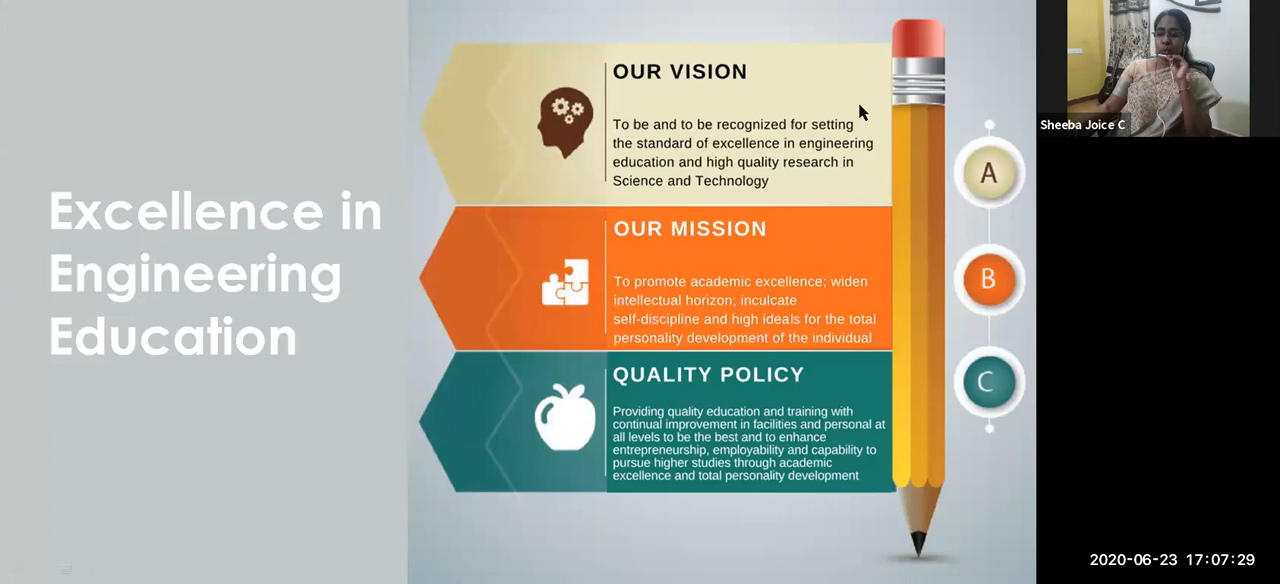 Excellence in
Engineering
Education
OUR VISION
To be and to be recognized for setting
the standard of excellence in engineering
education and high quality research in
Science and Technology
OUR MISSION
To promote academic excellence; widen
intellectual horizon; inculcate
self-discipline and high ideals for the total
personality development of the individual
QUALITY POLICY
Providing quality education and training with
continual improvement in facilities and personal at
all levels to be the best and to enhance
entrepreneurship, employability and capability to
pursue higher studies through academic
excellence and total personality development
A
B
C
Sheeba Joice C
2020-06-23 17:07:29